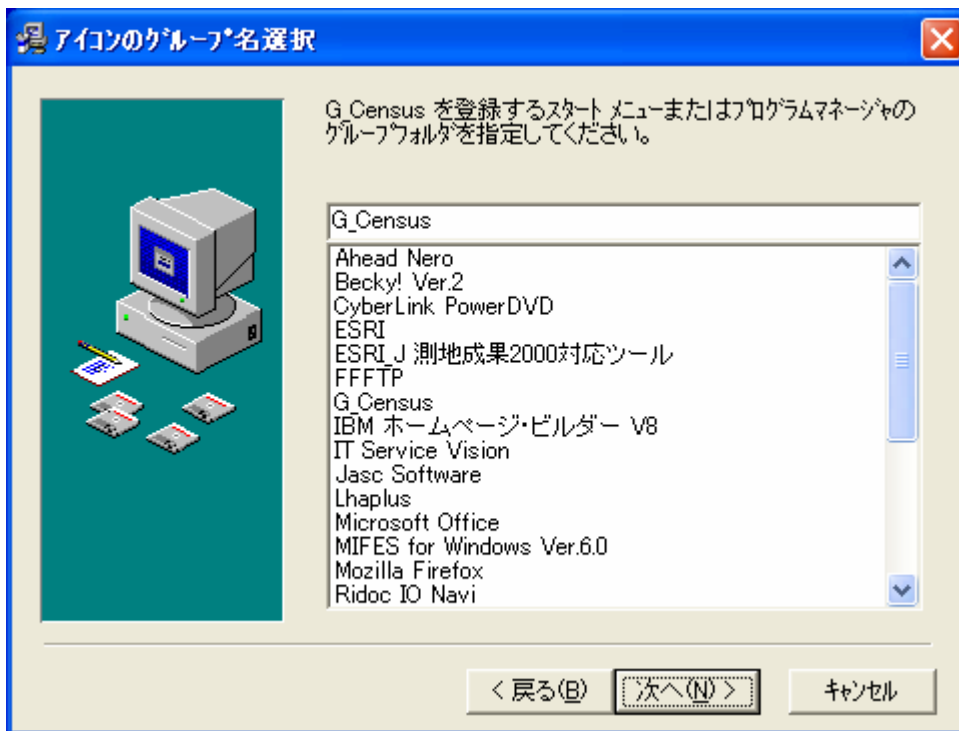 アイコンのグループ名選択
G_Census を登録するスタート メニューまたはプログラムマネージャの
グループフォルダを指定してください。
G_Census
Ahead Nero
Becky! Ver.2
CyberLink PowerDVD
ESRI
ESRI_J 測地成果2000対応ツール
FFFTP
G_Census
IBM ホームページ・ビルダー V8
IT Service Vision
Jasc Software
Lhaplus
Microsoft Office
MIFES for Windows Ver.6.0
Mozilla Firefox
Ridoc IO Navi
< 戻る(B) 次へ(N) > キャンセル